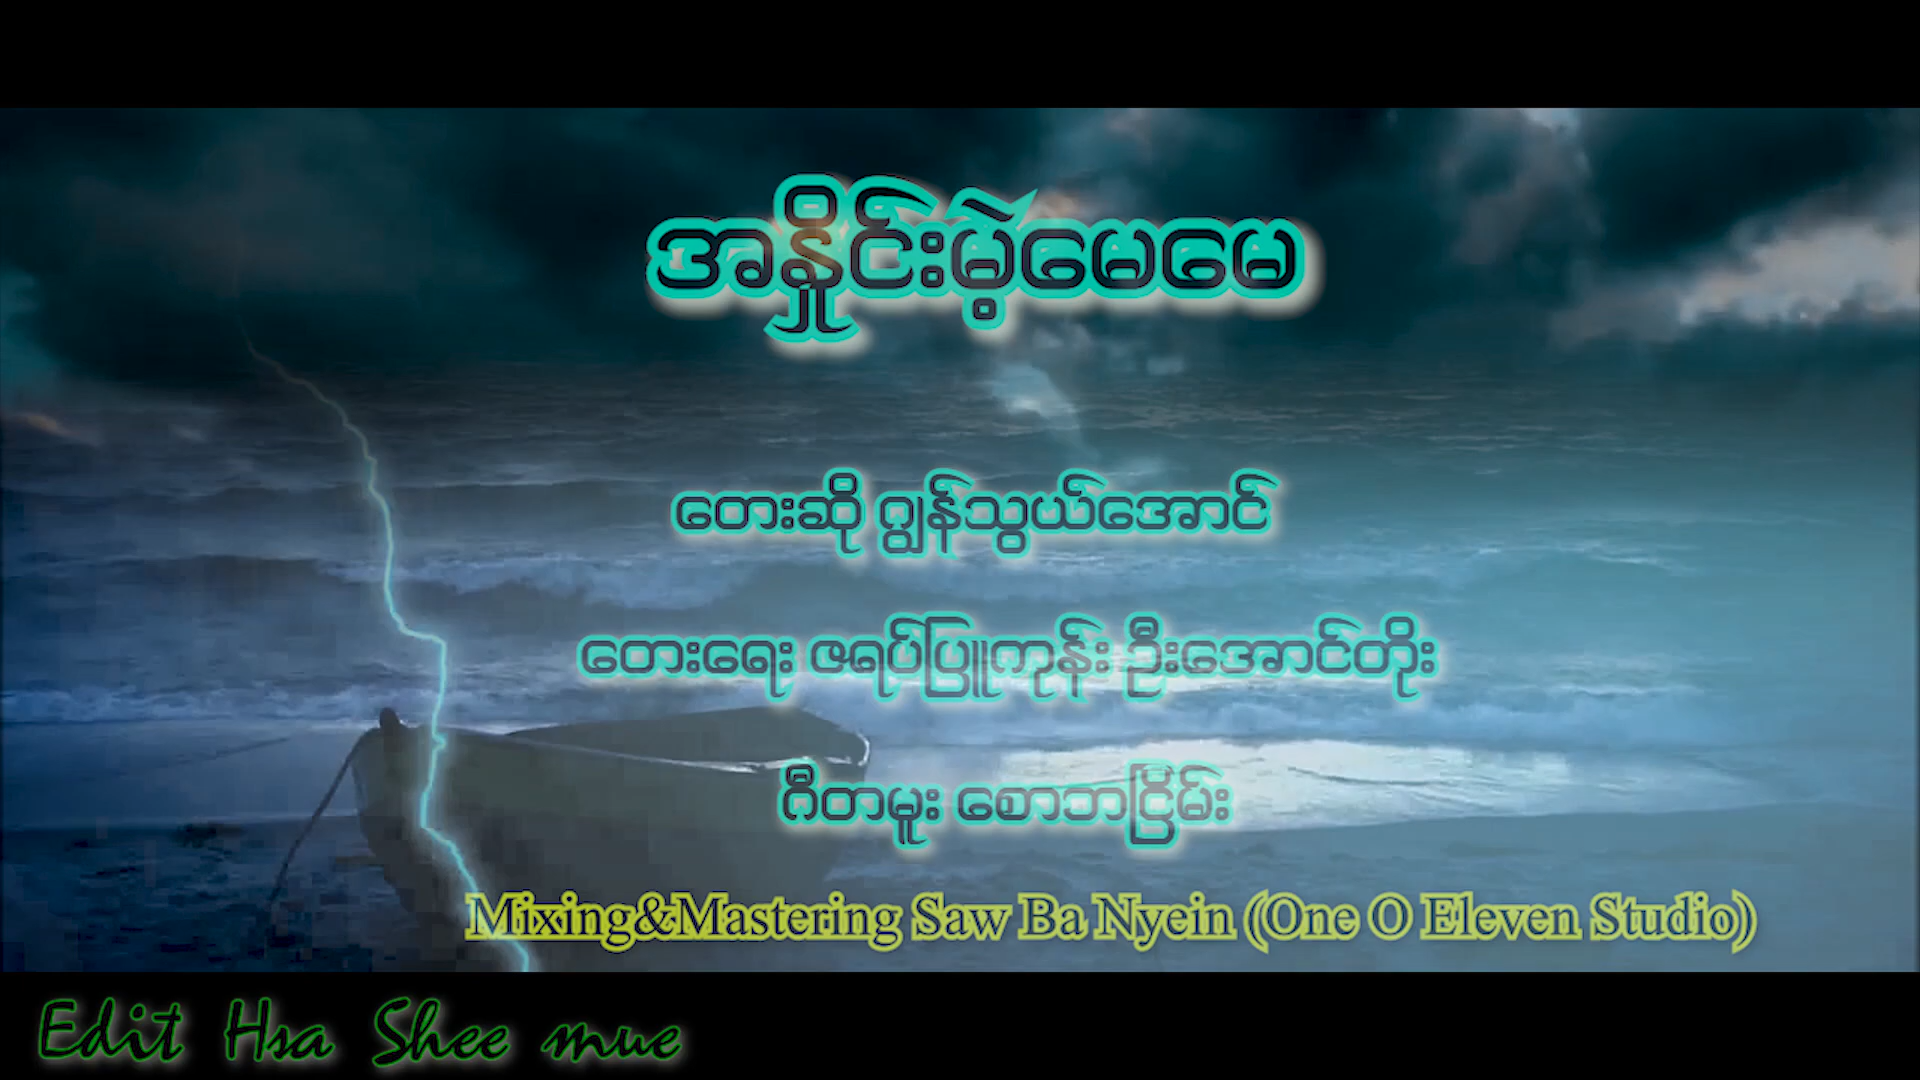 အနှိုင်းမဲ့မေမေ
တေးဆို ဂျွန်သွယ်အောင်
တေးရေး ဇရပ်ပြူကုန်း ဦးအောင်တိုး
ဂီတမူး စောဘငြိမ်း
Mixing&Mastering Saw Ba Nyein (One O Eleven Studio)
Edit Hsa Shee mue